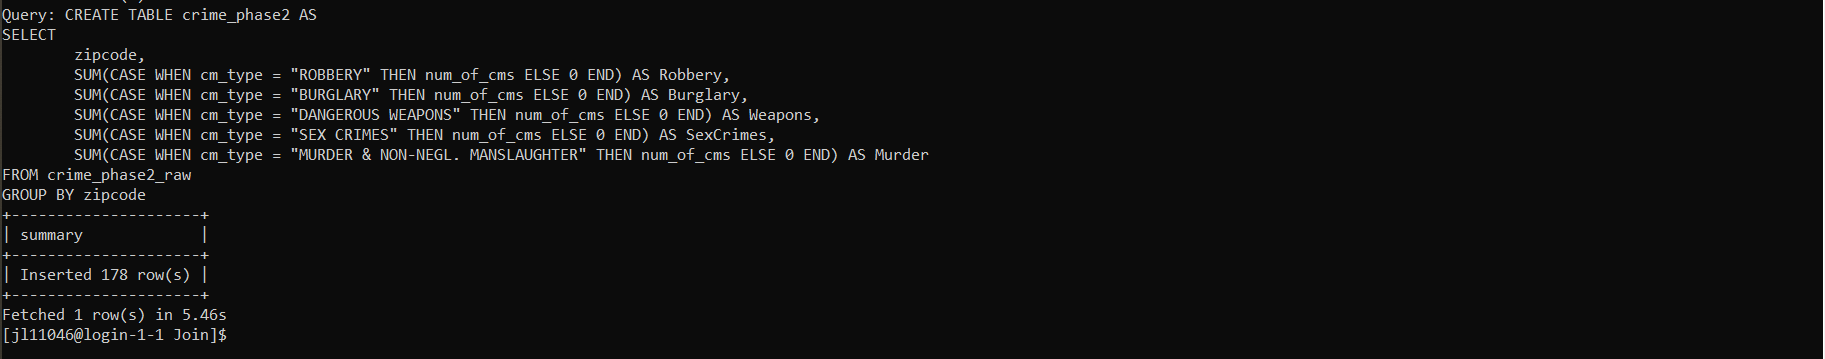 Query: CREATE TABLE crime_phase2 AS
SELECT
        zipcode,
        SUM(CASE WHEN cm_type = "ROBBERY" THEN num_of_cms ELSE 0 END) AS Robbery,
        SUM(CASE WHEN cm_type = "BURGLARY" THEN num_of_cms ELSE 0 END) AS Burglary,
        SUM(CASE WHEN cm_type = "DANGEROUS WEAPONS" THEN num_of_cms ELSE 0 END) AS Weapons,
        SUM(CASE WHEN cm_type = "SEX CRIMES" THEN num_of_cms ELSE 0 END) AS SexCrimes,
        SUM(CASE WHEN cm_type = "MURDER & NON-NEGL. MANSLAUGHTER" THEN num_of_cms ELSE 0 END) AS Murder
FROM crime_phase2_raw
GROUP BY zipcode
+---------------------+
| summary             |
+---------------------+
| Inserted 178 row(s) |
+---------------------+
Fetched 1 row(s) in 5.46s
[jl11046@login-1-1 Join]$